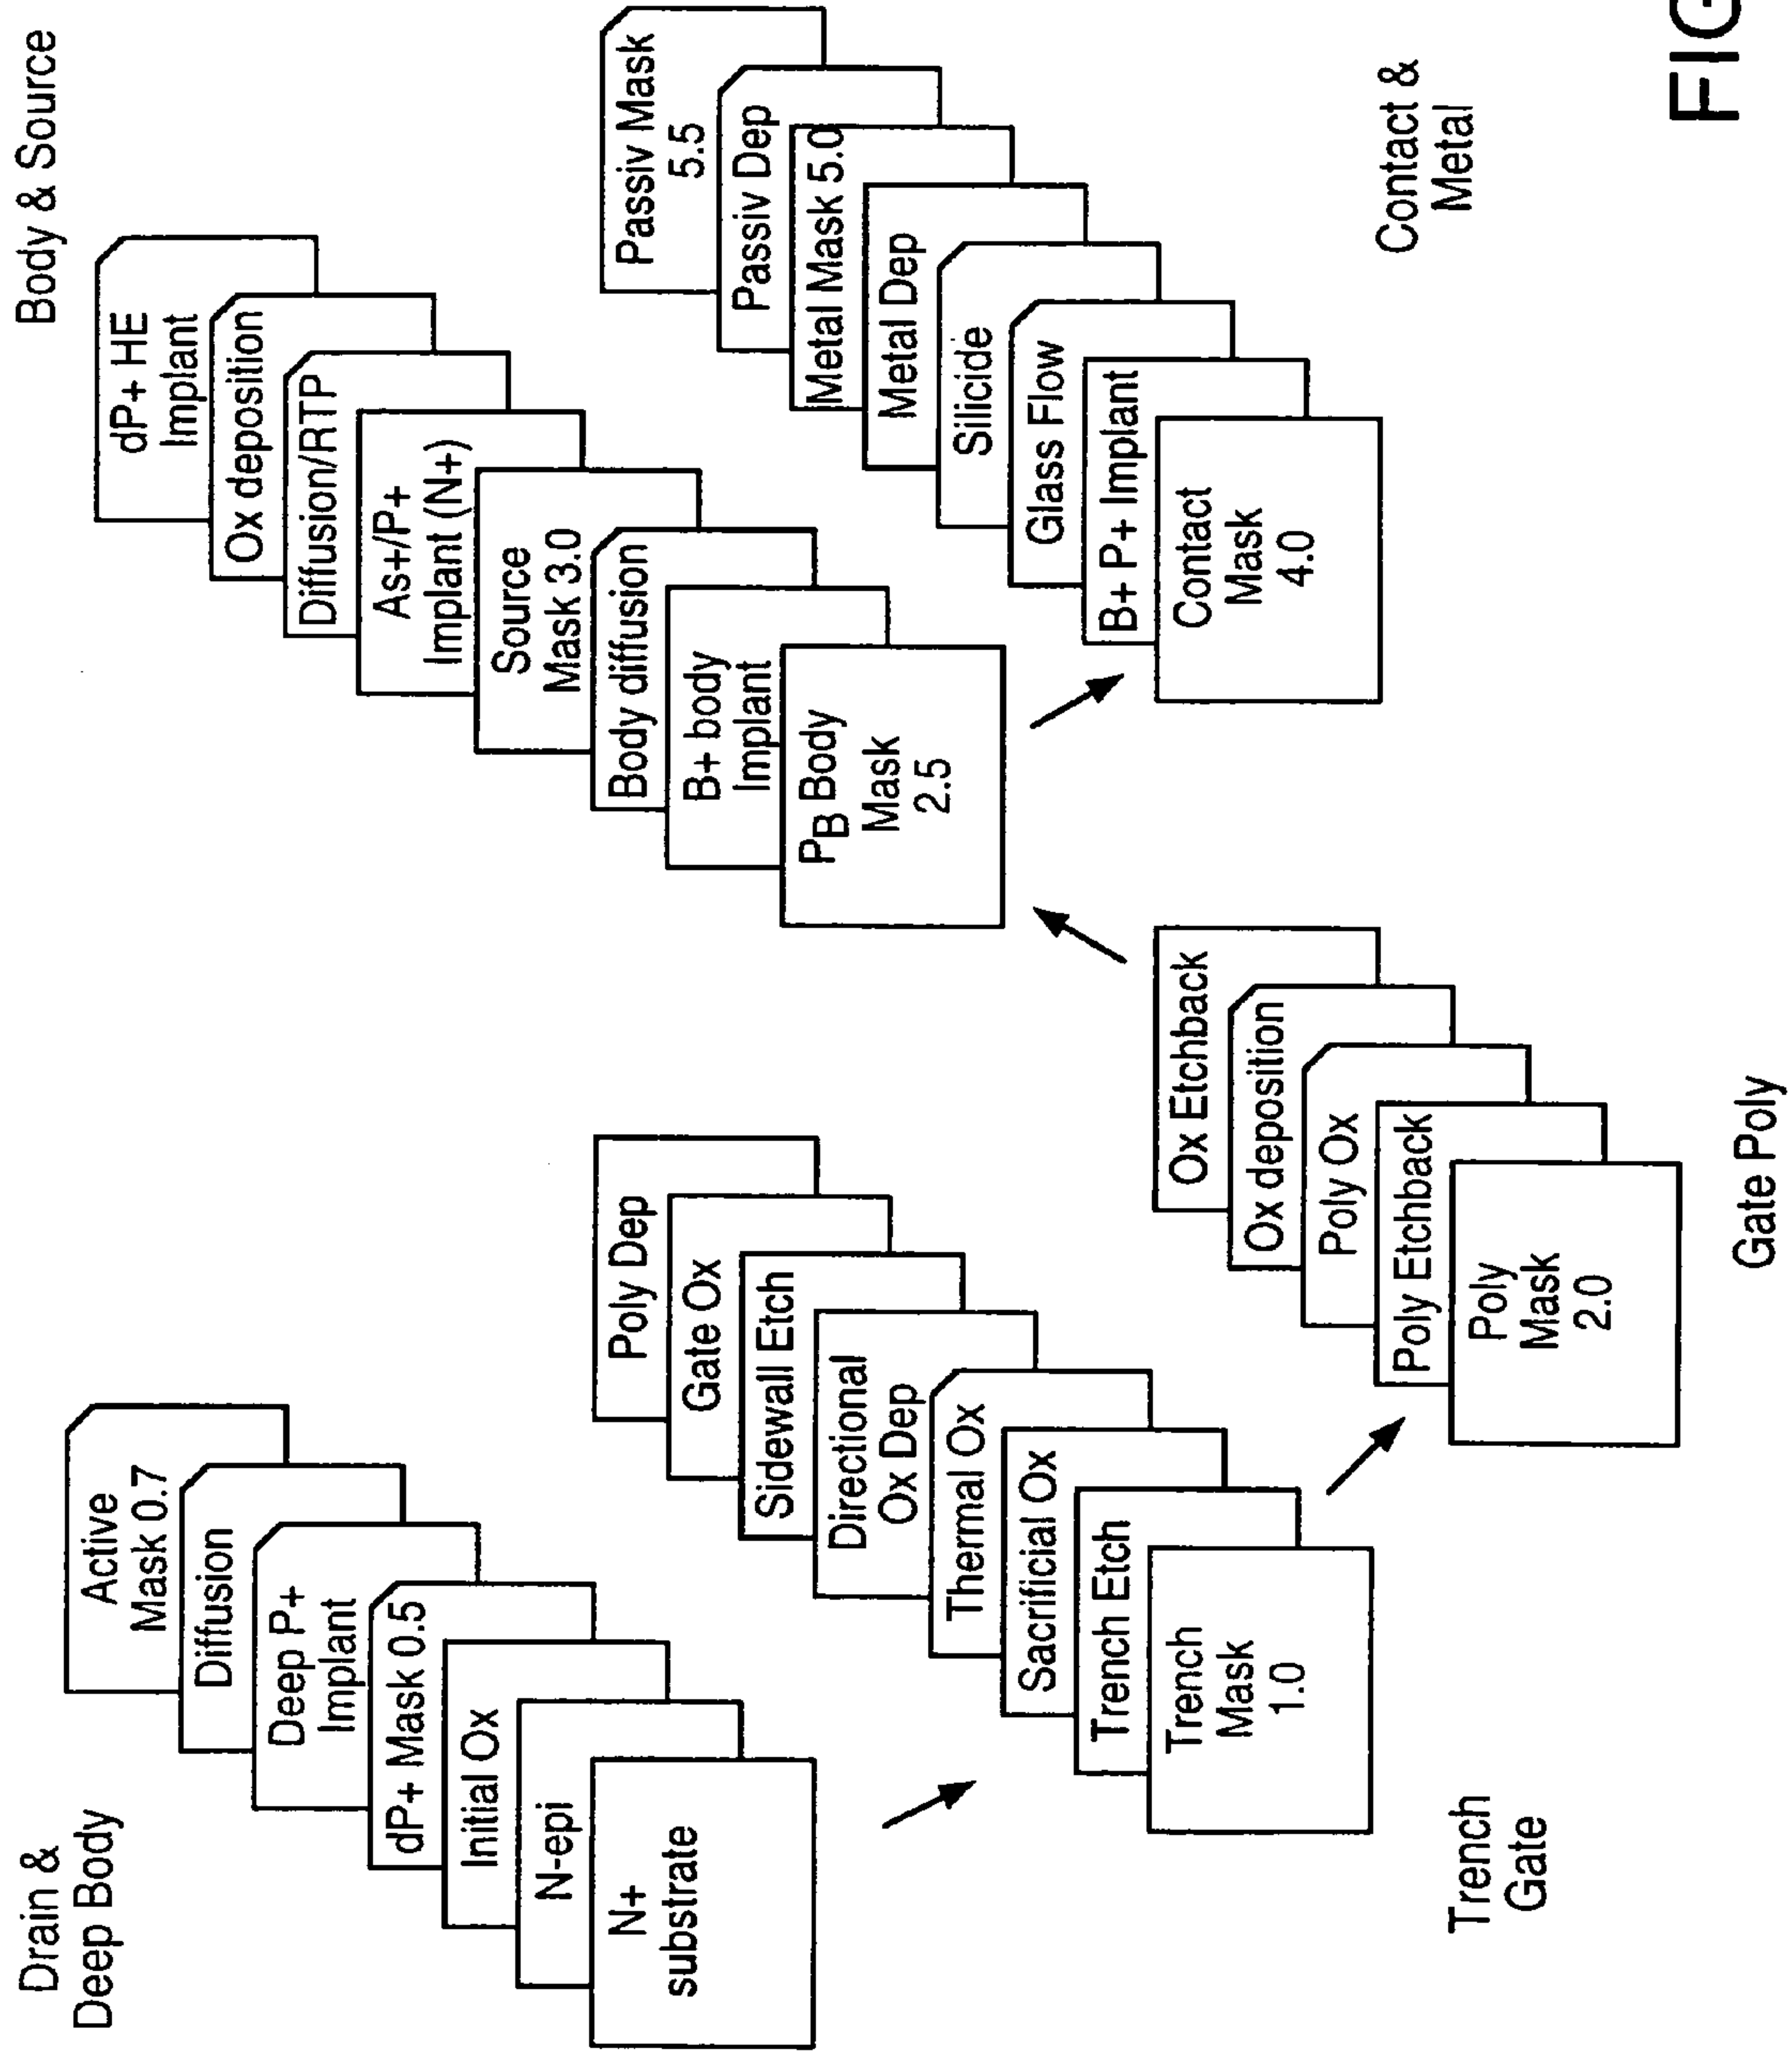 Drain &
Deep Body
Active
Mask 0.7
Diffusion
Deep P+
Implant
dP+ Mask 0.5
Initial Ox
N-epi
N+
substrate
Trench
Gate
Poly Dep
Gate Ox
Sidewall Etch
Directional
Ox Dep
Thermal Ox
Sacrificial Ox
Trench Etch
Trench
Mask
1.0
Gate Poly
Ox Etchback
Ox deposition
Poly Ox
Poly Etchback
Poly
Mask
2.0
Body & Source
dP+ HE
Implant
Ox deposition
Diffusion/RTP
As+/P+
Implant (N+)
Source
Mask 3.0
Body diffusion
B+ body
Implant
PB Body
Mask
2.5
Contact &
Metal
Passiv Mask
5.5
Passiv Dep
Metal Mask 5.0
Metal Dep
Silicide
Glass Flow
B+ P+ Implant
Contact
Mask
4.0